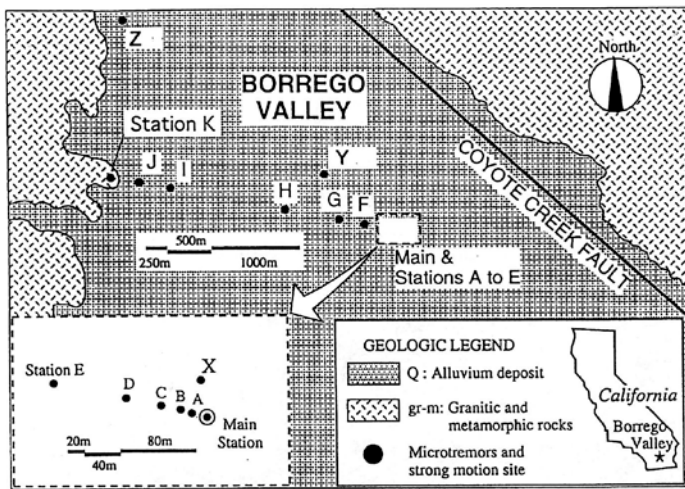 Z
BORREGO
VALLEY
North
Station K
J
I
Y
H
G
F
COYOTE CREEK FAULT
500m
250m
1000m
Main &
Stations A to E
Station E
D
C
B
A
X
Main
Station
20m
80m
40m
GEOLOGIC LEGEND
Q : Alluvium deposit
gr-m: Granitic and
metamorphic rocks
Microtremors and
strong motion site
California
Borrego
Valley